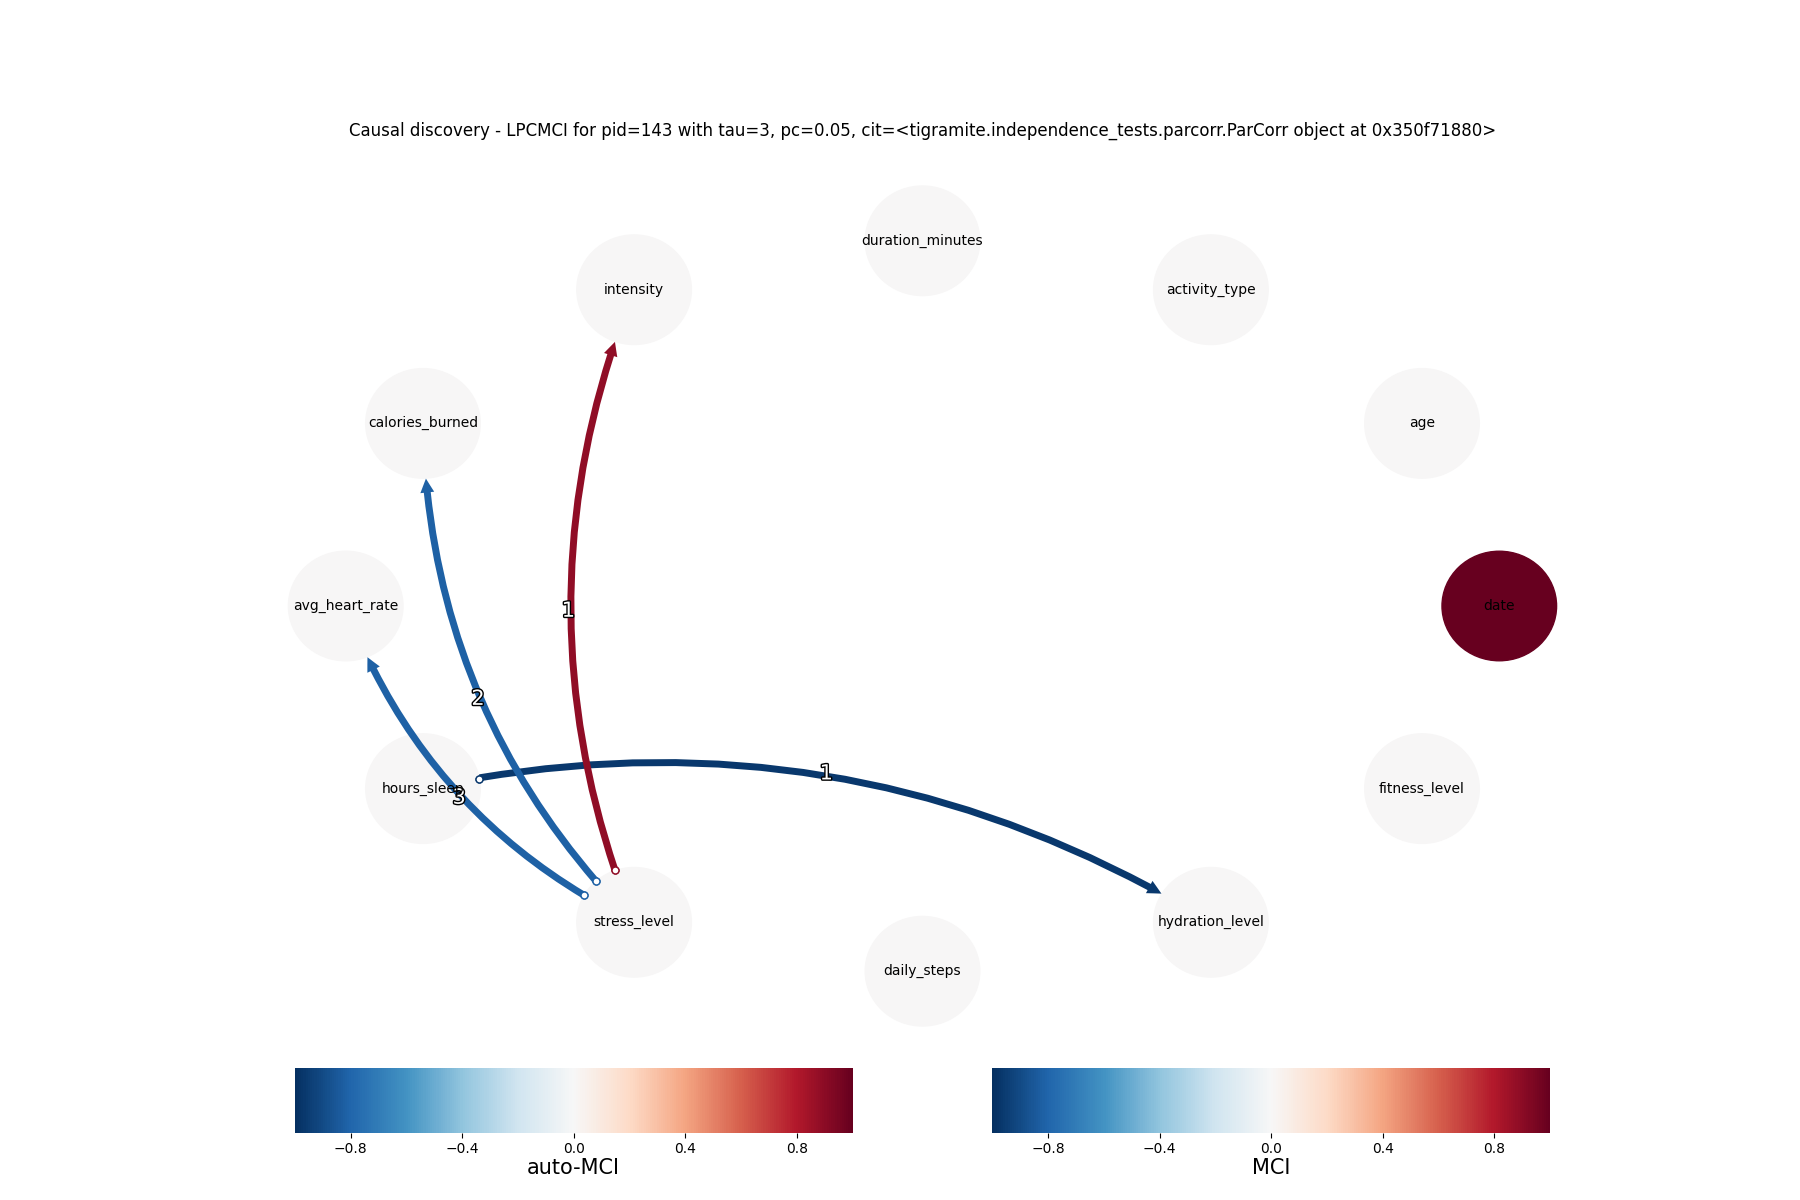 Causal discovery - LPCMCI for pid=143 with tau=3, pc=0.05, cit=<tigramite.independence_tests.parcorr.ParCorr object at 0x350f71880>
duration_minutes
intensity
activity_type
calories_burned
age
avg_heart_rate
date
1
2
1
hours_sleep
3
fitness_level
stress_level
hydration_level
daily_steps
−0.8 −0.4 0.0 0.4 0.8
auto-MCI
−0.8 −0.4 0.0 0.4 0.8
MCI